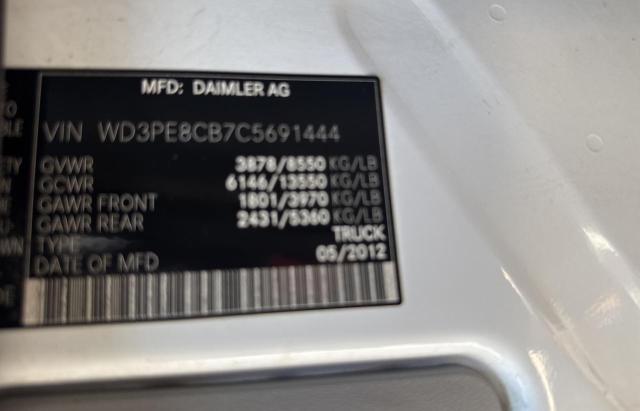 MFD: DAIMLER AG
VIN WD3PE8CB7C5691444
GVWR 3878/8550 KG/LB
GCWR 6146/13550 KG/LB
GAWR FRONT 1801/3970 KG/LB
GAWR REAR 2431/5360 KG/LB
TYPE TRUCK
DATE OF MFD 05/2012